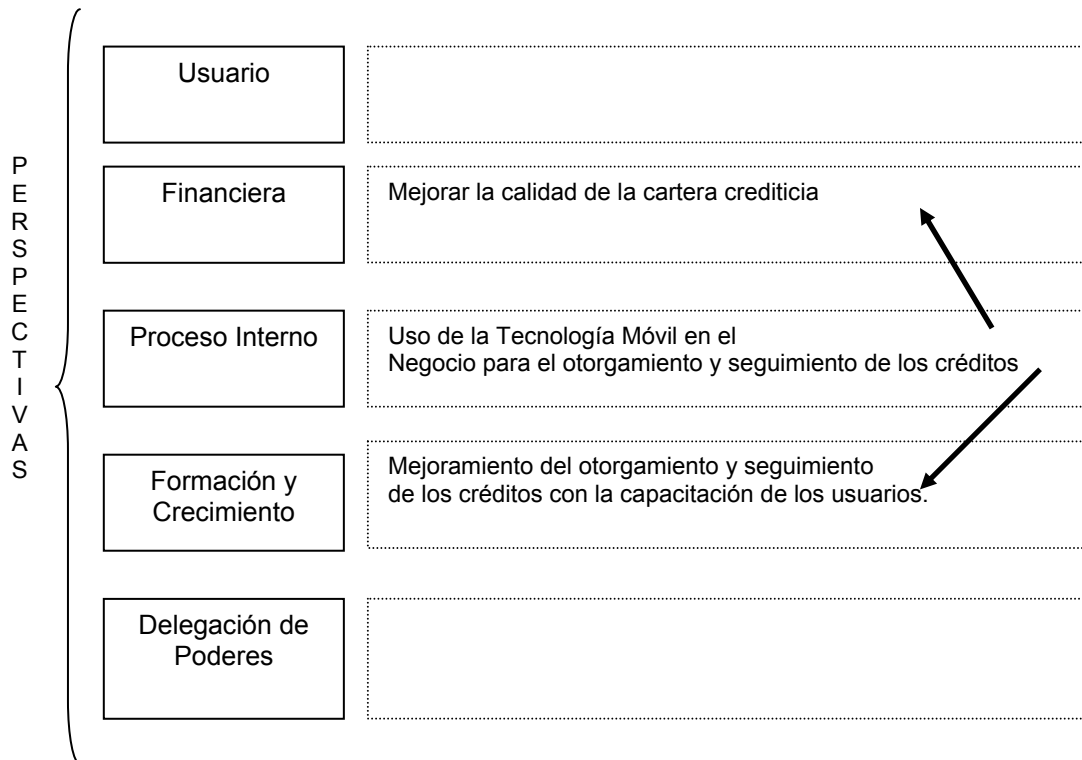 PERSPECTIVAS
Usuario
Financiera
Mejorar la calidad de la cartera crediticia
Proceso Interno
Uso de la Tecnología Móvil en el
Negocio para el otorgamiento y seguimiento de los créditos
Formación y
Crecimiento
Mejoramiento del otorgamiento y seguimiento
de los créditos con la capacitación de los usuarios.
Delegación de
Poderes